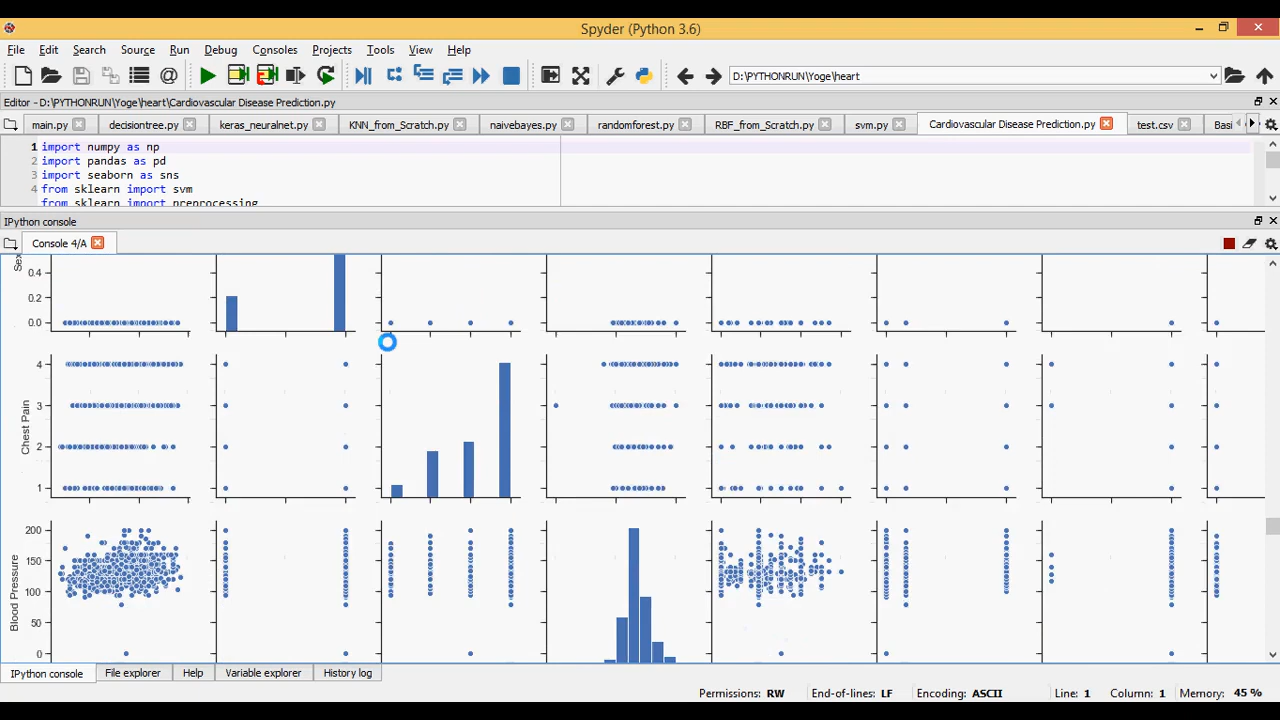 Spyder (Python 3.6)
File Edit Search Source Run Debug Consoles Projects Tools View Help
D:\PYTHONRUN\Yoge\heart
Editor - D:\PYTHONRUN\Yoge\heart\Cardiovascular Disease Prediction.py
main.py decisiontree.py keras_neuralnet.py KNN_from_Scratch.py naivebayes.py randomforest.py RBF_from_Scratch.py svm.py Cardiovascular Disease Prediction.py test.csv Basi
1 import numpy as np
2 import pandas as pd
3 import seaborn as sns
4 from sklearn import svm
from sklearn import preprocessing
IPython console
Console 4/A
Sex
0.4
0.2
0.0
Chest Pain
4
3
2
1
Blood Pressure
200
150
100
50
0
IPython console File explorer Help Variable explorer History log
Permissions: RW End-of-lines: LF Encoding: ASCII Line: 1 Column: 1 Memory: 45 %